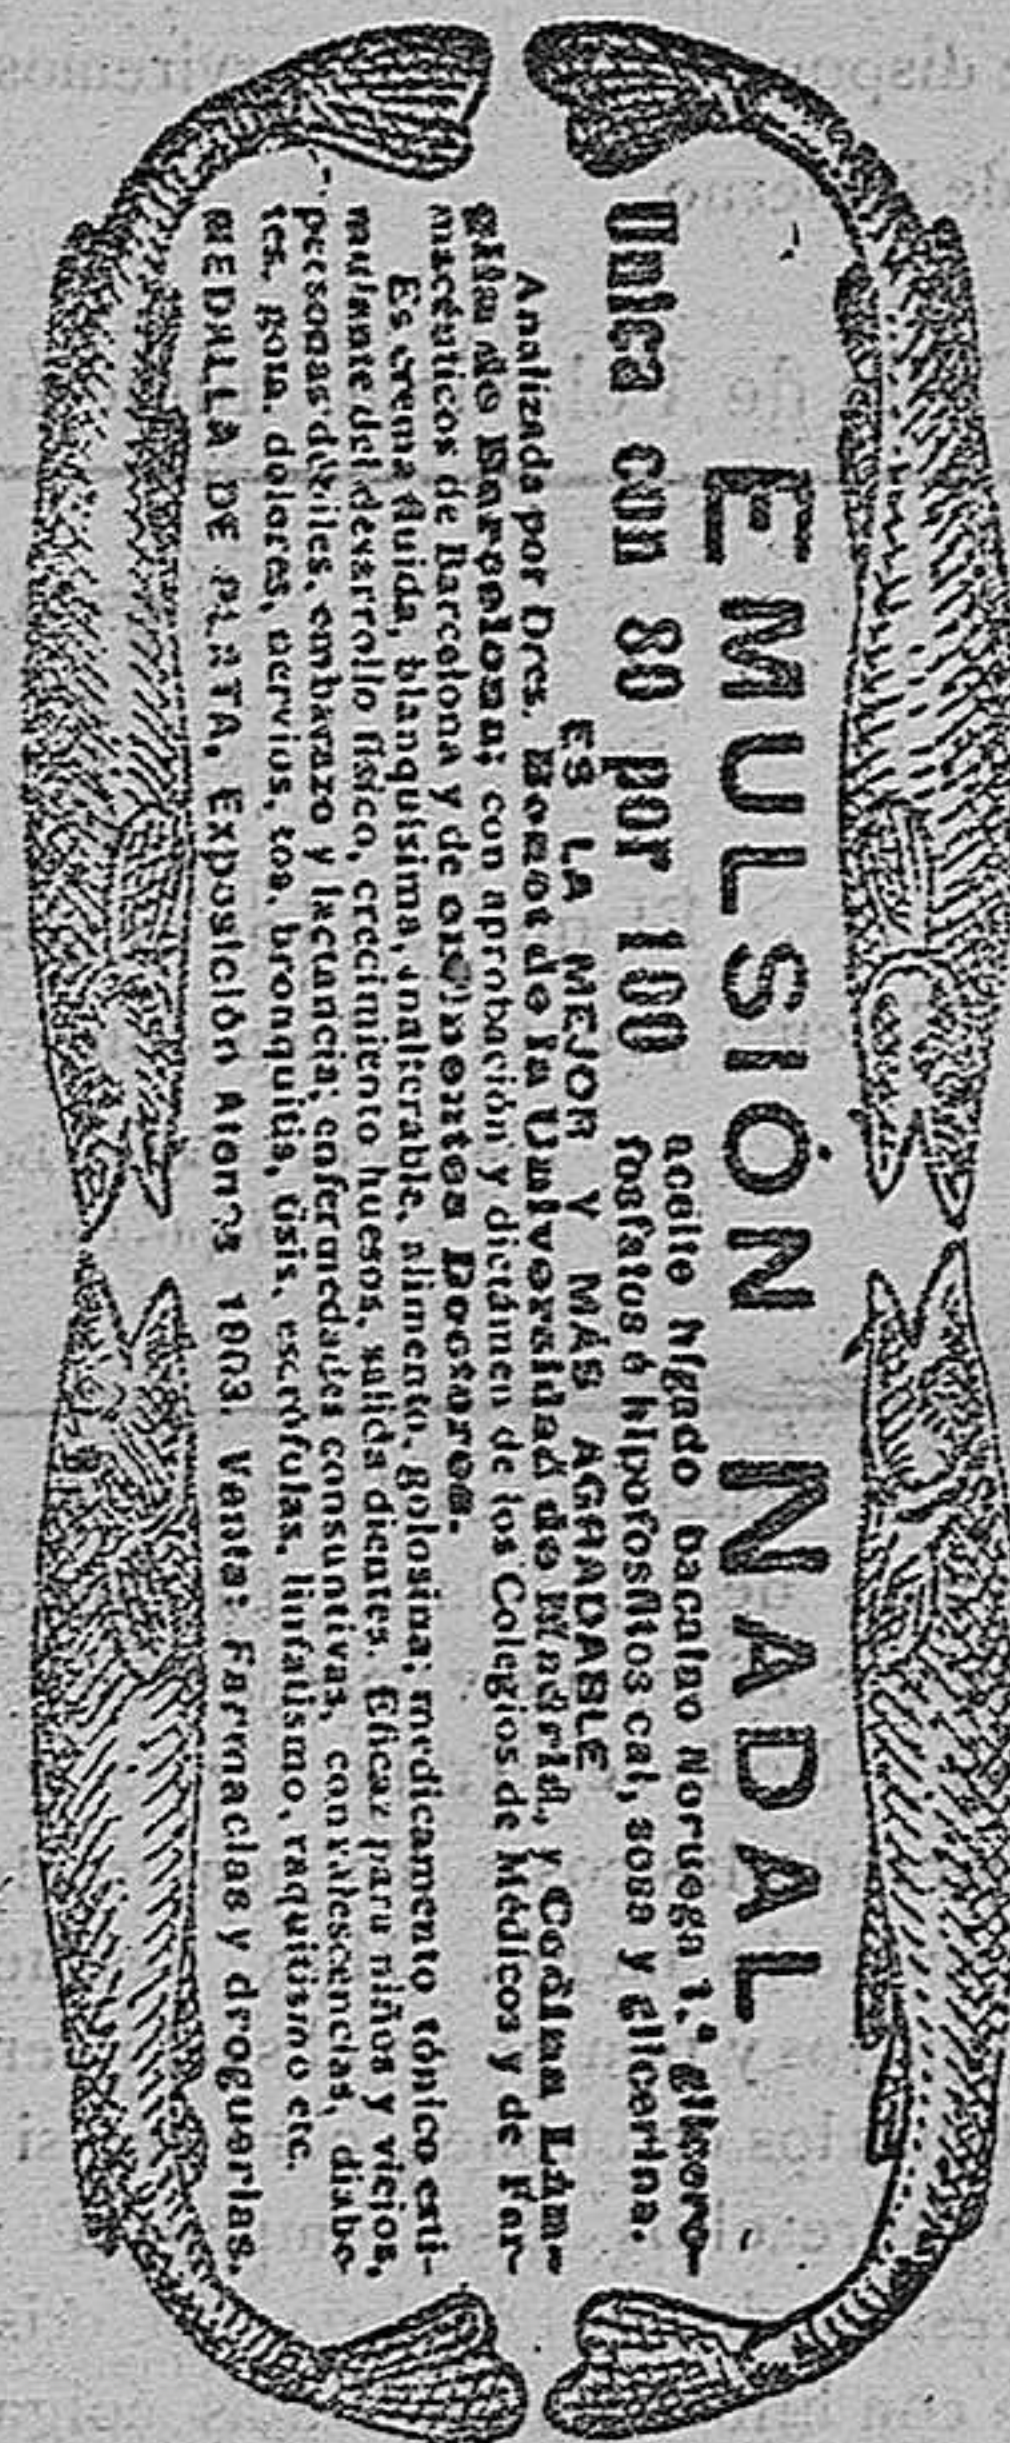 EMULSIÓN NADAL
Unica con 80 por 100 aceite hígado bacalao Noruega 1.ª glicero-
fosfatos é hipofosfitos cal, sosa y glicerina.
ES LA MEJOR Y MÁS AGRADABLE
Analizada por Dres. Bonot de la Universidad de Madrid, y Codina Län-
glin de Barcelona; con aprobación y dictámen de los Colegios de Médicos y de Far-
macéuticos de Barcelona y de eminentes Doctores.
Es crema fluida, blanquísima, inalterable, alimento, golosina; medicamento tónico esti-
mulante del desarrollo físico, crecimiento huesos, salida dientes. Eficaz para niños y viejos,
personas débiles, embarazo y lactancia; enfermedades consuntivas, convalescencias, diabe-
tes, gota, dolores, nervios, tos, bronquitis, tisis, escrófulas, linfatismo, raquitismo etc.
MEDALLA DE PLATA, Exposición Atenas 1903. Venta: Farmacias y droguerías.